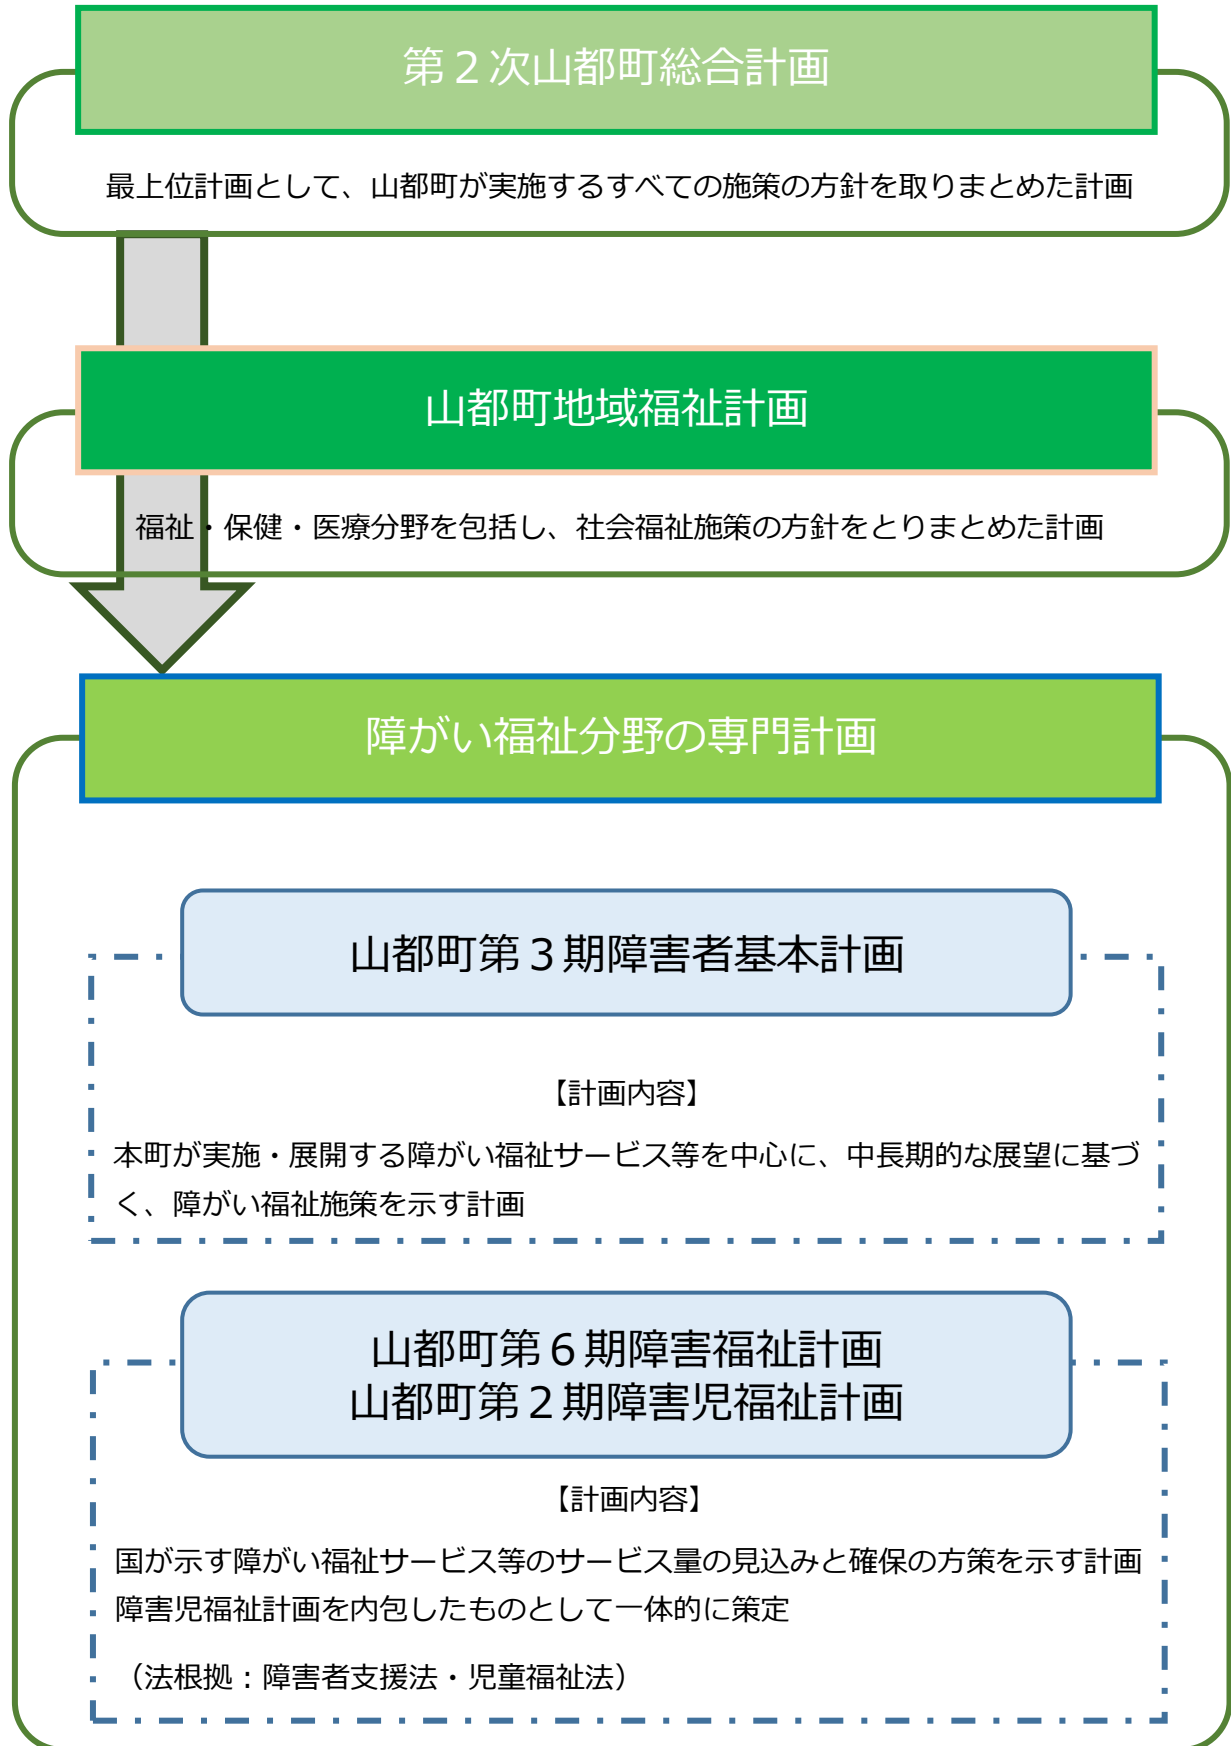 第２次山都町総合計画
最上位計画として、山都町が実施するすべての施策の方針を取りまとめた計画
山都町地域福祉計画
福祉・保健・医療分野を包括し、社会福祉施策の方針をとりまとめた計画
障がい福祉分野の専門計画
山都町第３期障害者基本計画
【計画内容】
本町が実施・展開する障がい福祉サービス等を中心に、中長期的な展望に基づ
く、障がい福祉施策を示す計画
山都町第６期障害福祉計画
山都町第２期障害児福祉計画
【計画内容】
国が示す障がい福祉サービス等のサービス量の見込みと確保の方策を示す計画
障害児福祉計画を内包したものとして一体的に策定
（法根拠：障害者支援法・児童福祉法）